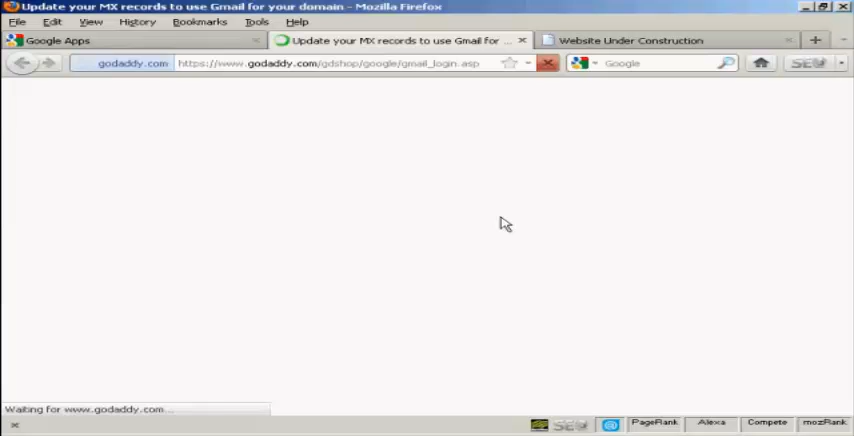 Update your MX records to use Gmail for your domain - Mozilla Firefox
File Edit View History Bookmarks Tools Help
Google Apps Update your MX records to use Gmail for ... Website Under Construction
godaddy.com https://www.godaddy.com/gdshop/google/gmail_login.asp Google SEO
Waiting for www.godaddy.com...
SEO PageRank Alexa Compete mozRank